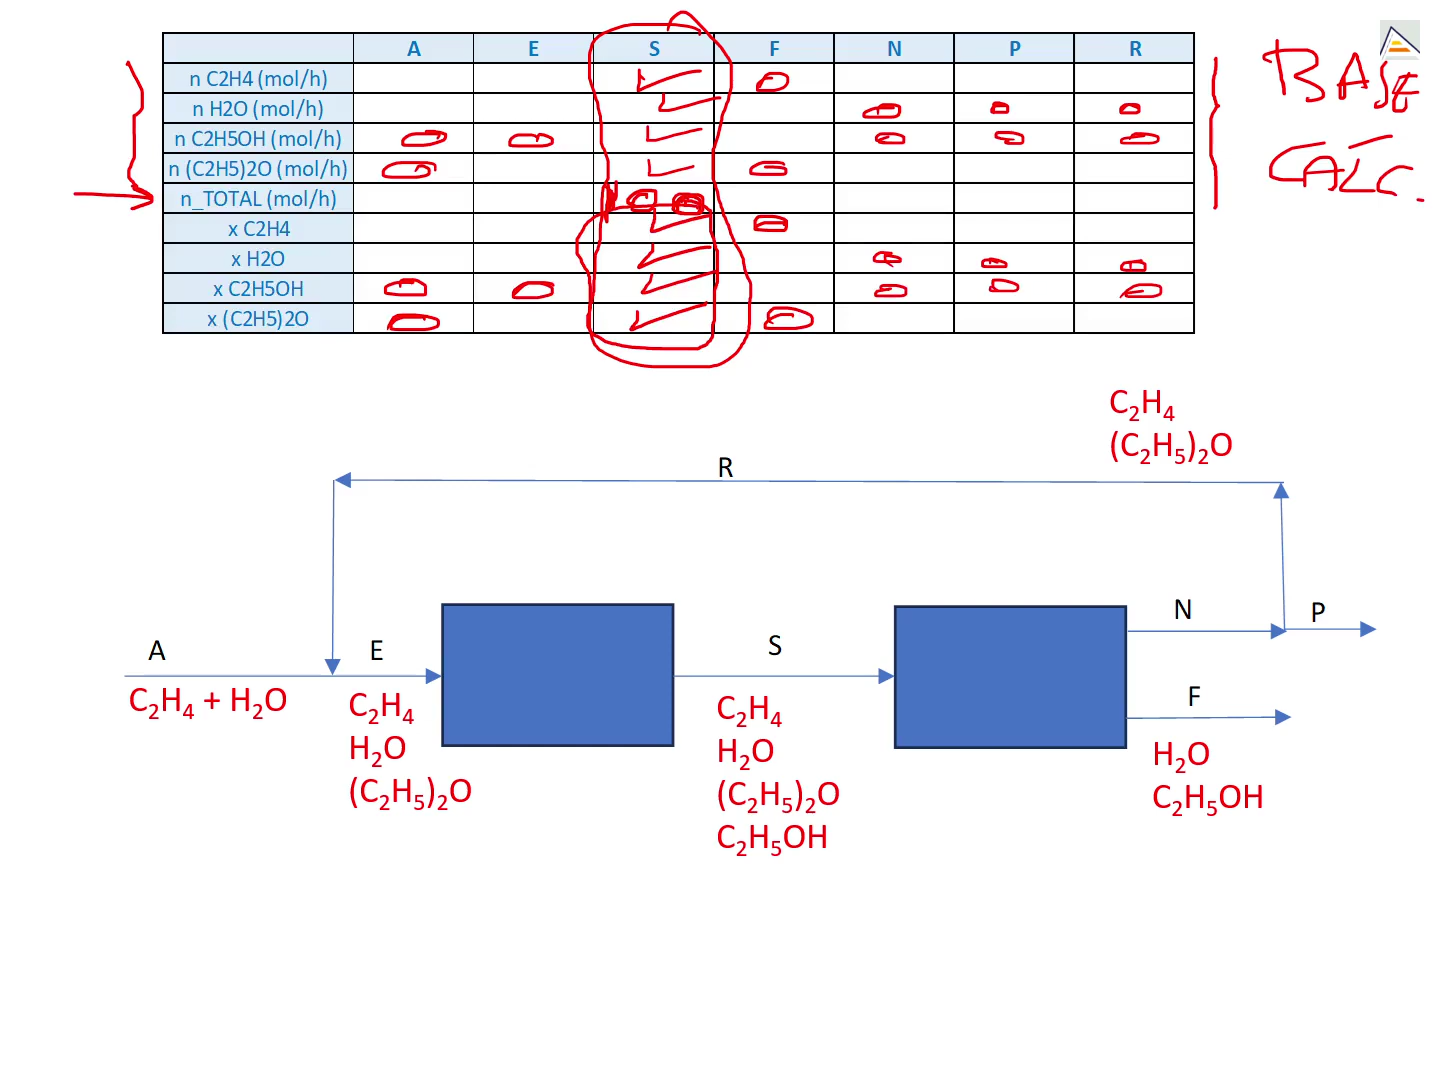 A E S F N P R
n C2H4 (mol/h)
n H2O (mol/h)
n C2H5OH (mol/h)
n (C2H5)2O (mol/h)
n_TOTAL (mol/h)
x C2H4
x H2O
x C2H5OH
x (C2H5)2O
BASE
CALC.
C₂H₄
(C₂H₅)₂O
R
N
P
A
E
S
C₂H₄ + H₂O
C₂H₄
H₂O
(C₂H₅)₂O
C₂H₄
H₂O
(C₂H₅)₂O
C₂H₅OH
F
H₂O
C₂H₅OH